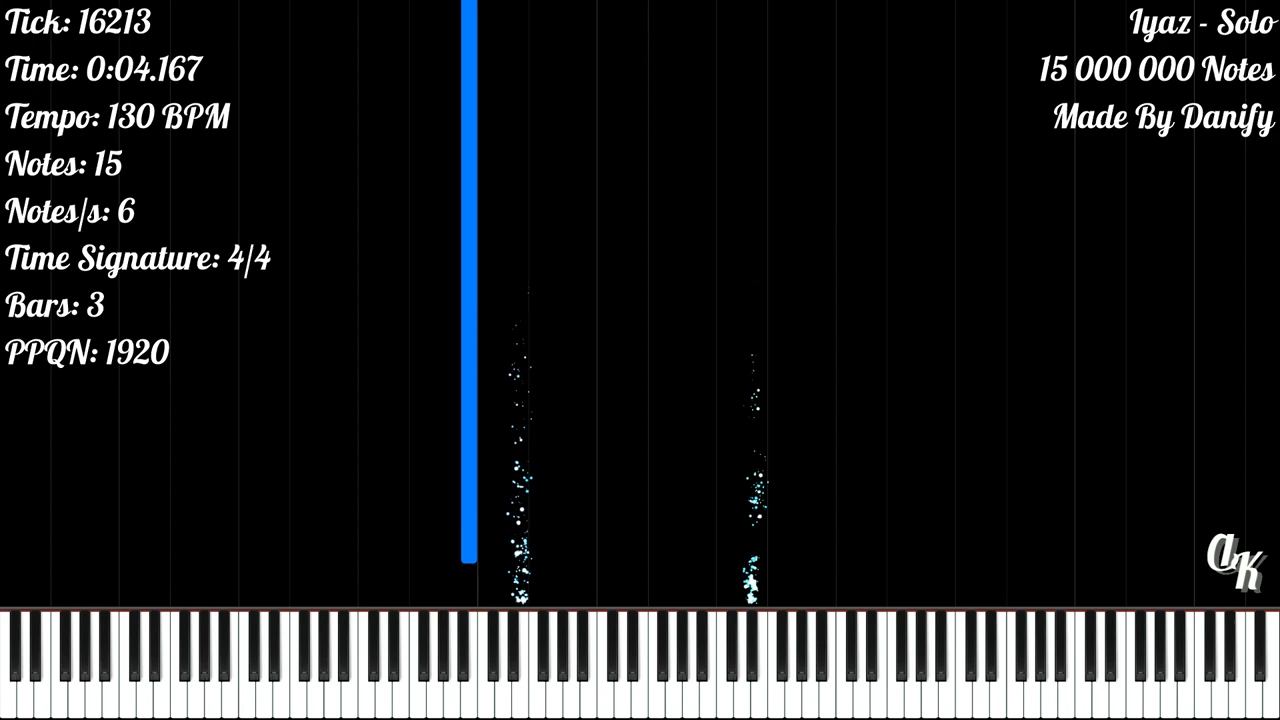 Tick: 16213
Time: 0:04.167
Tempo: 130 BPM
Notes: 15
Notes/s: 6
Time Signature: 4/4
Bars: 3
PPQN: 1920
Iyaz - Solo
15 000 000 Notes
Made By Danify
aK